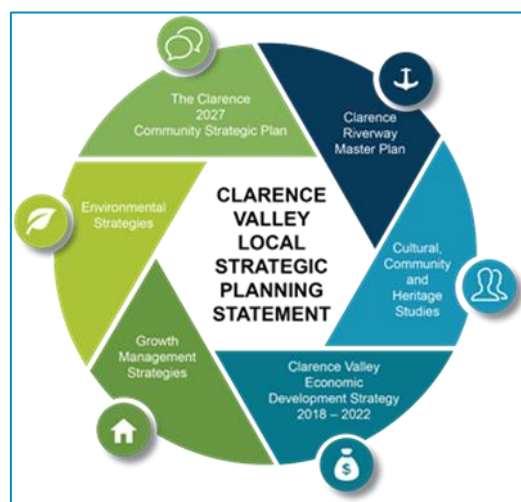 The Clarence
2027
Community Strategic Plan
Clarence
Riverway
Master Plan
Environmental
Strategies
CLARENCE
VALLEY
LOCAL
STRATEGIC
PLANNING
STATEMENT
Cultural,
Community
and
Heritage
Studies
Growth
Management
Strategies
Clarence Valley
Economic
Development Strategy
2018 – 2022
$